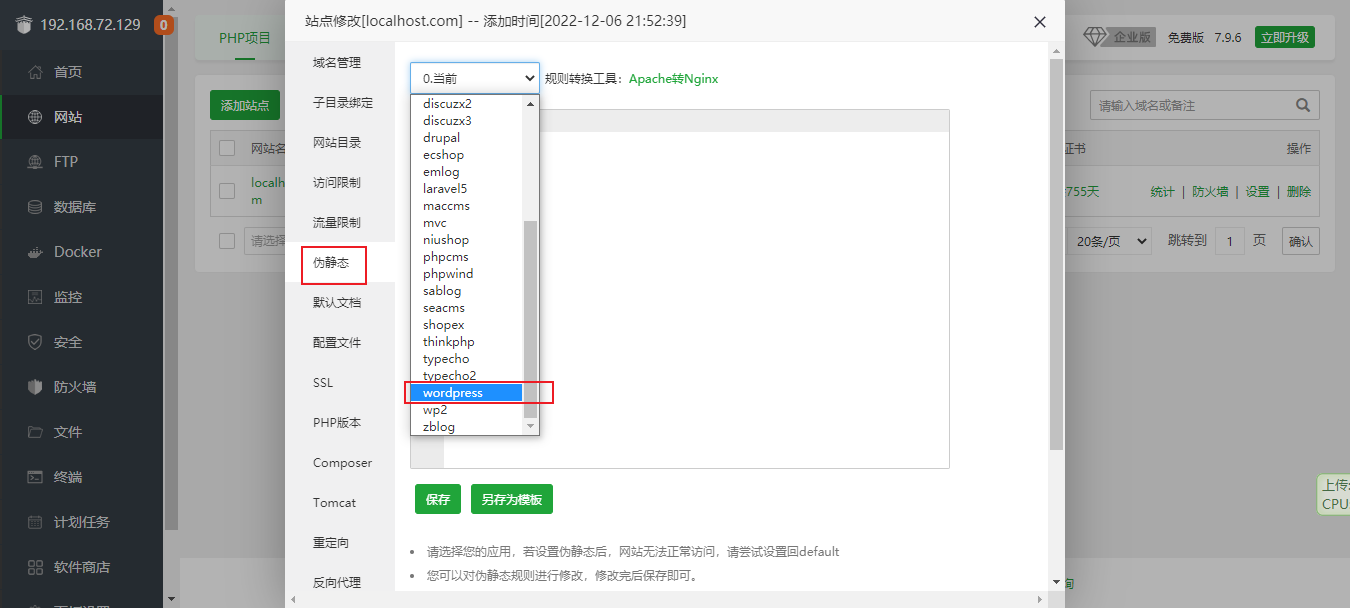 192.168.72.129
0
首页
网站
FTP
数据库
Docker
监控
安全
防火墙
文件
终端
计划任务
软件商店
PHP项目
企业版
免费版 7.9.6
立即升级
添加站点
请输入域名或备注
网站名
证书
操作
localh
m
755天
统计 | 防火墙 | 设置 | 删除
请选择
20条/页
跳转到
1
页
确认
站点修改[localhost.com] -- 添加时间[2022-12-06 21:52:39]
域名管理
子目录绑定
网站目录
访问限制
流量限制
伪静态
默认文档
配置文件
SSL
PHP版本
Composer
Tomcat
重定向
反向代理
0.当前
规则转换工具：Apache转Nginx
discuzx2
discuzx3
drupal
ecshop
emlog
laravel5
maccms
mvc
niushop
phpcms
phpwind
sablog
seacms
shopex
thinkphp
typecho
typecho2
wordpress
wp2
zblog
保存
另存为模板
请选择您的应用，若设置伪静态后，网站无法正常访问，请尝试设置回default
您可以对伪静态规则进行修改，修改完后保存即可。
上传:
CPU: